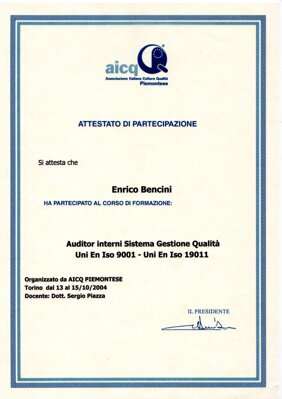 aicq
Associazione Italiana Cultura Qualità
Piemontese
ATTESTATO DI PARTECIPAZIONE
Si attesta che
Enrico Bencini
HA PARTECIPATO AL CORSO DI FORMAZIONE:
Auditor interni Sistema Gestione Qualità
Uni En Iso 9001 - Uni En Iso 19011
Organizzato da AICQ PIEMONTESE
Torino dal 13 al 15/10/2004
Docente: Dott. Sergio Piazza
IL PRESIDENTE